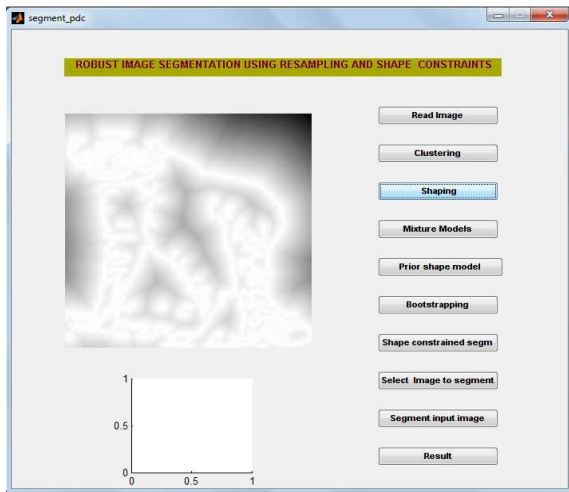 segment_pdc
ROBUST IMAGE SEGMENTATION USING RESAMPLING AND SHAPE CONSTRAINTS
Read Image
Clustering
Shaping
Mixture Models
Prior shape model
Bootstrapping
Shape constrained segm
Select Image to segment
Segment input image
Result
1
0.5
0
0
0.5
1